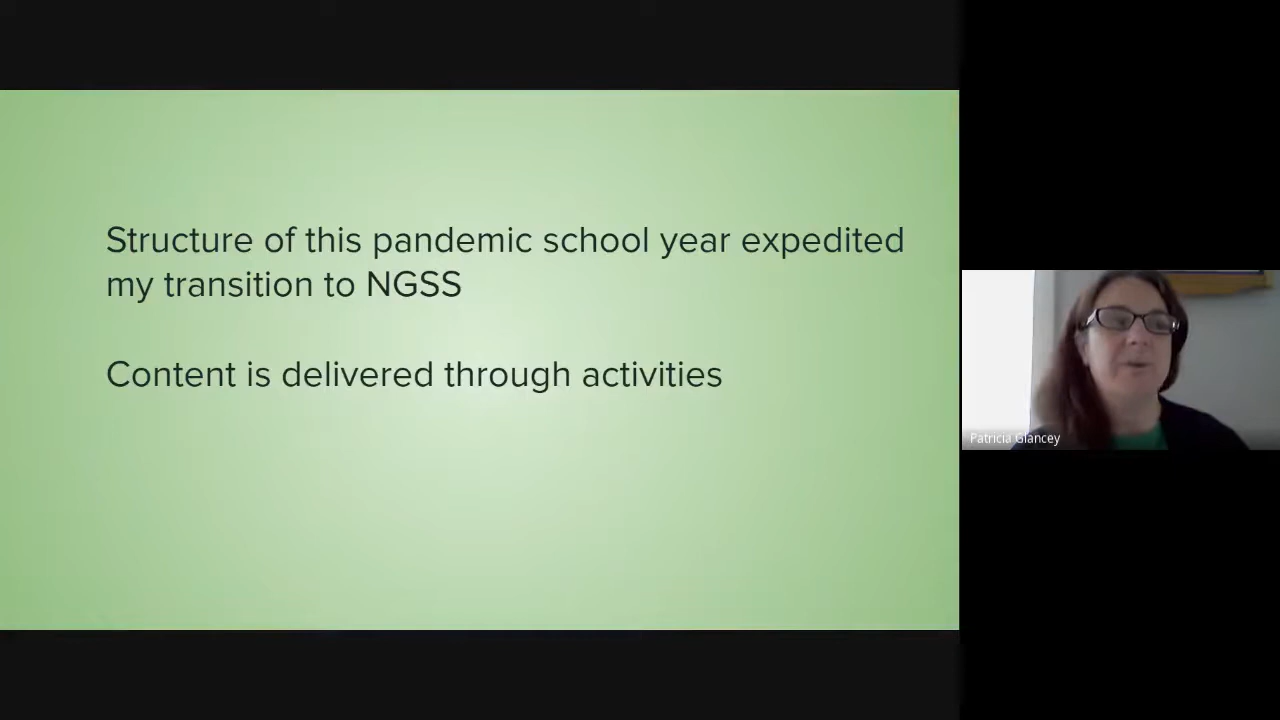 Structure of this pandemic school year expedited
my transition to NGSS
Content is delivered through activities
Patricia Glancey